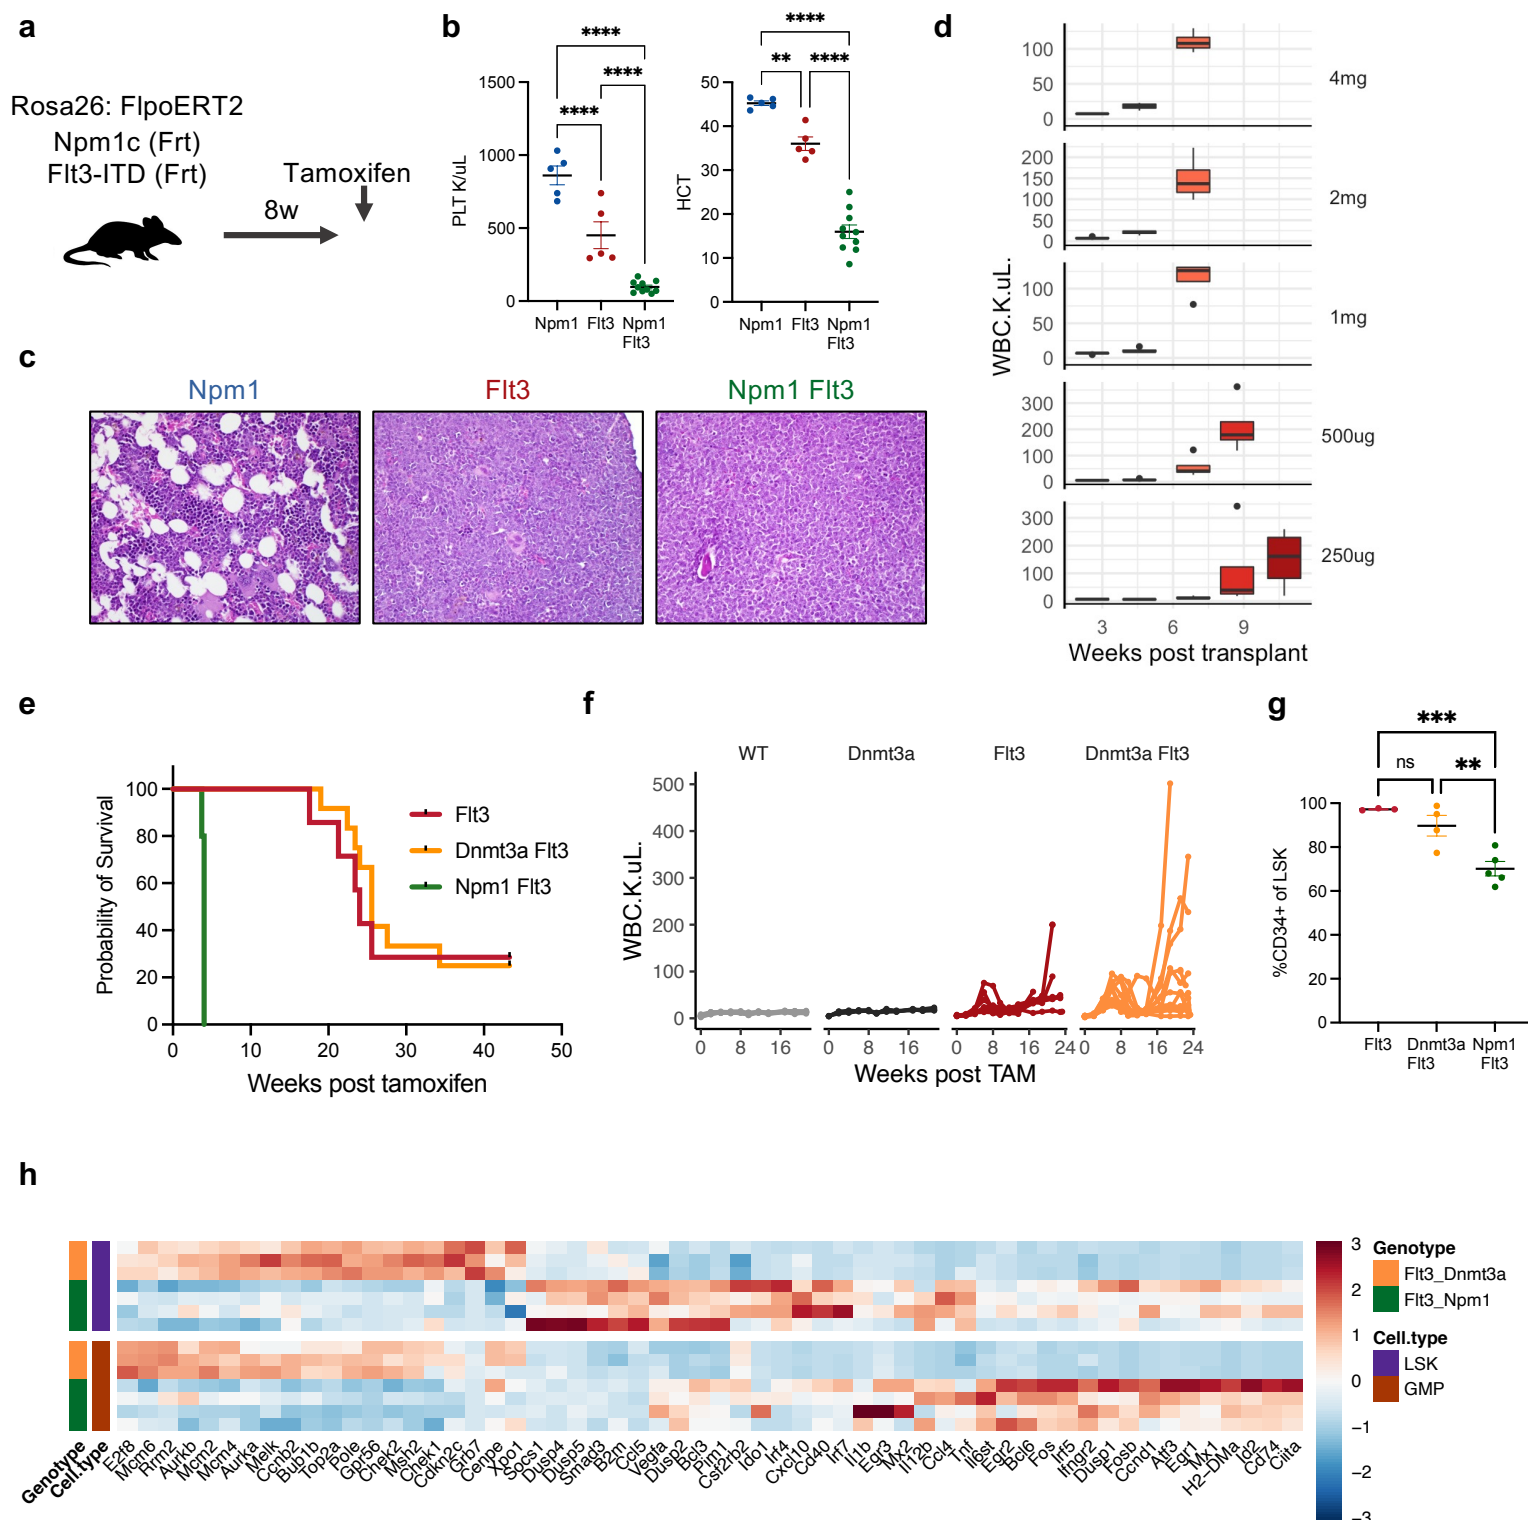 a
Rosa26: FlpoERT2
Npm1c (Frt)
Flt3-ITD (Frt)
Tamoxifen
8w
b
****
****
****
1500
1000
500
0
PLT K/uL
Npm1
Flt3
Npm1
Flt3
****
**
****
50
40
30
20
10
0
HCT
Npm1
Flt3
Npm1
Flt3
c
Npm1
Flt3
Npm1 Flt3
d
WBC.K.uL.
100
50
0
4mg
200
150
100
50
0
2mg
100
50
0
1mg
300
200
100
0
500ug
300
200
100
0
250ug
3
6
9
Weeks post transplant
e
Probability of Survival
100
80
60
40
20
0
0
10
20
30
40
50
Weeks post tamoxifen
Flt3
Dnmt3a Flt3
Npm1 Flt3
f
WT
Dnmt3a
Flt3
Dnmt3a Flt3
WBC.K.uL.
500
400
300
200
100
0
0
8
16
0
8
16
0
8
16
24
0
8
16
24
Weeks post TAM
g
***
ns
**
%CD34+ of LSK
100
80
60
40
20
0
Flt3
Dnmt3a
Flt3
Npm1
Flt3
h
Genotype
Cell.type
E2f8
Mcm6
Rrm2
Aurkb
Mcm2
Mcm4
Aurka
Melk
Ccnb2
Bub1b
Top2a
Pole
Gpr56
Chek2
Msh2
Chek1
Cdkn2c
Grb7
Cenpe
Xpo1
Socs1
Dusp4
Dusp5
Smad3
B2m
Ccl5
Vegfa
Dusp2
Bcl3
Pim1
Csf2rb2
Ido1
Irf4
Cxcl10
Cd40
Irf7
Il1b
Egr3
Mx2
Il12b
Ccl4
Tnf
Il6st
Egr2
Bcl6
Fos
Irf5
Ifngr2
Dusp1
Fosb
Ccnd1
Atf3
Egr1
Mx1
H2−DMa
Id2
Cd74
Ciita
3
2
1
0
−1
−2
−3
Genotype
Flt3_Dnmt3a
Flt3_Npm1
Cell.type
LSK
GMP